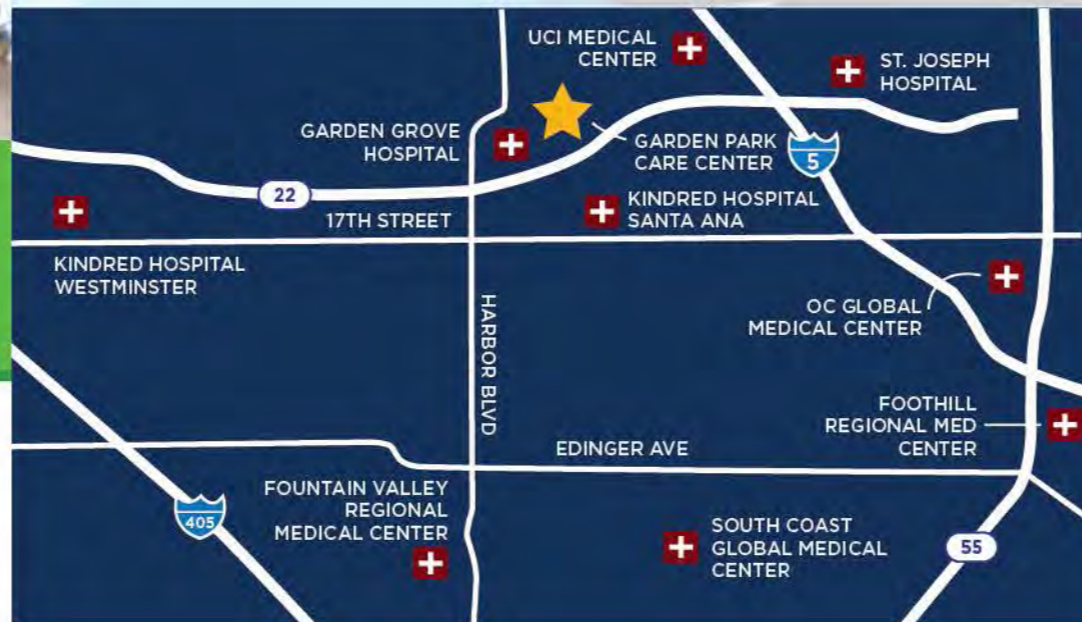 UCI MEDICAL
CENTER
ST. JOSEPH
HOSPITAL
GARDEN GROVE
HOSPITAL
GARDEN PARK
CARE CENTER
5
22
17TH STREET
KINDRED HOSPITAL
SANTA ANA
KINDRED HOSPITAL
WESTMINSTER
HARBOR BLVD
OC GLOBAL
MEDICAL CENTER
FOOTHILL
REGIONAL MED
CENTER
EDINGER AVE
405
FOUNTAIN VALLEY
REGIONAL
MEDICAL CENTER
SOUTH COAST
GLOBAL MEDICAL
CENTER
55